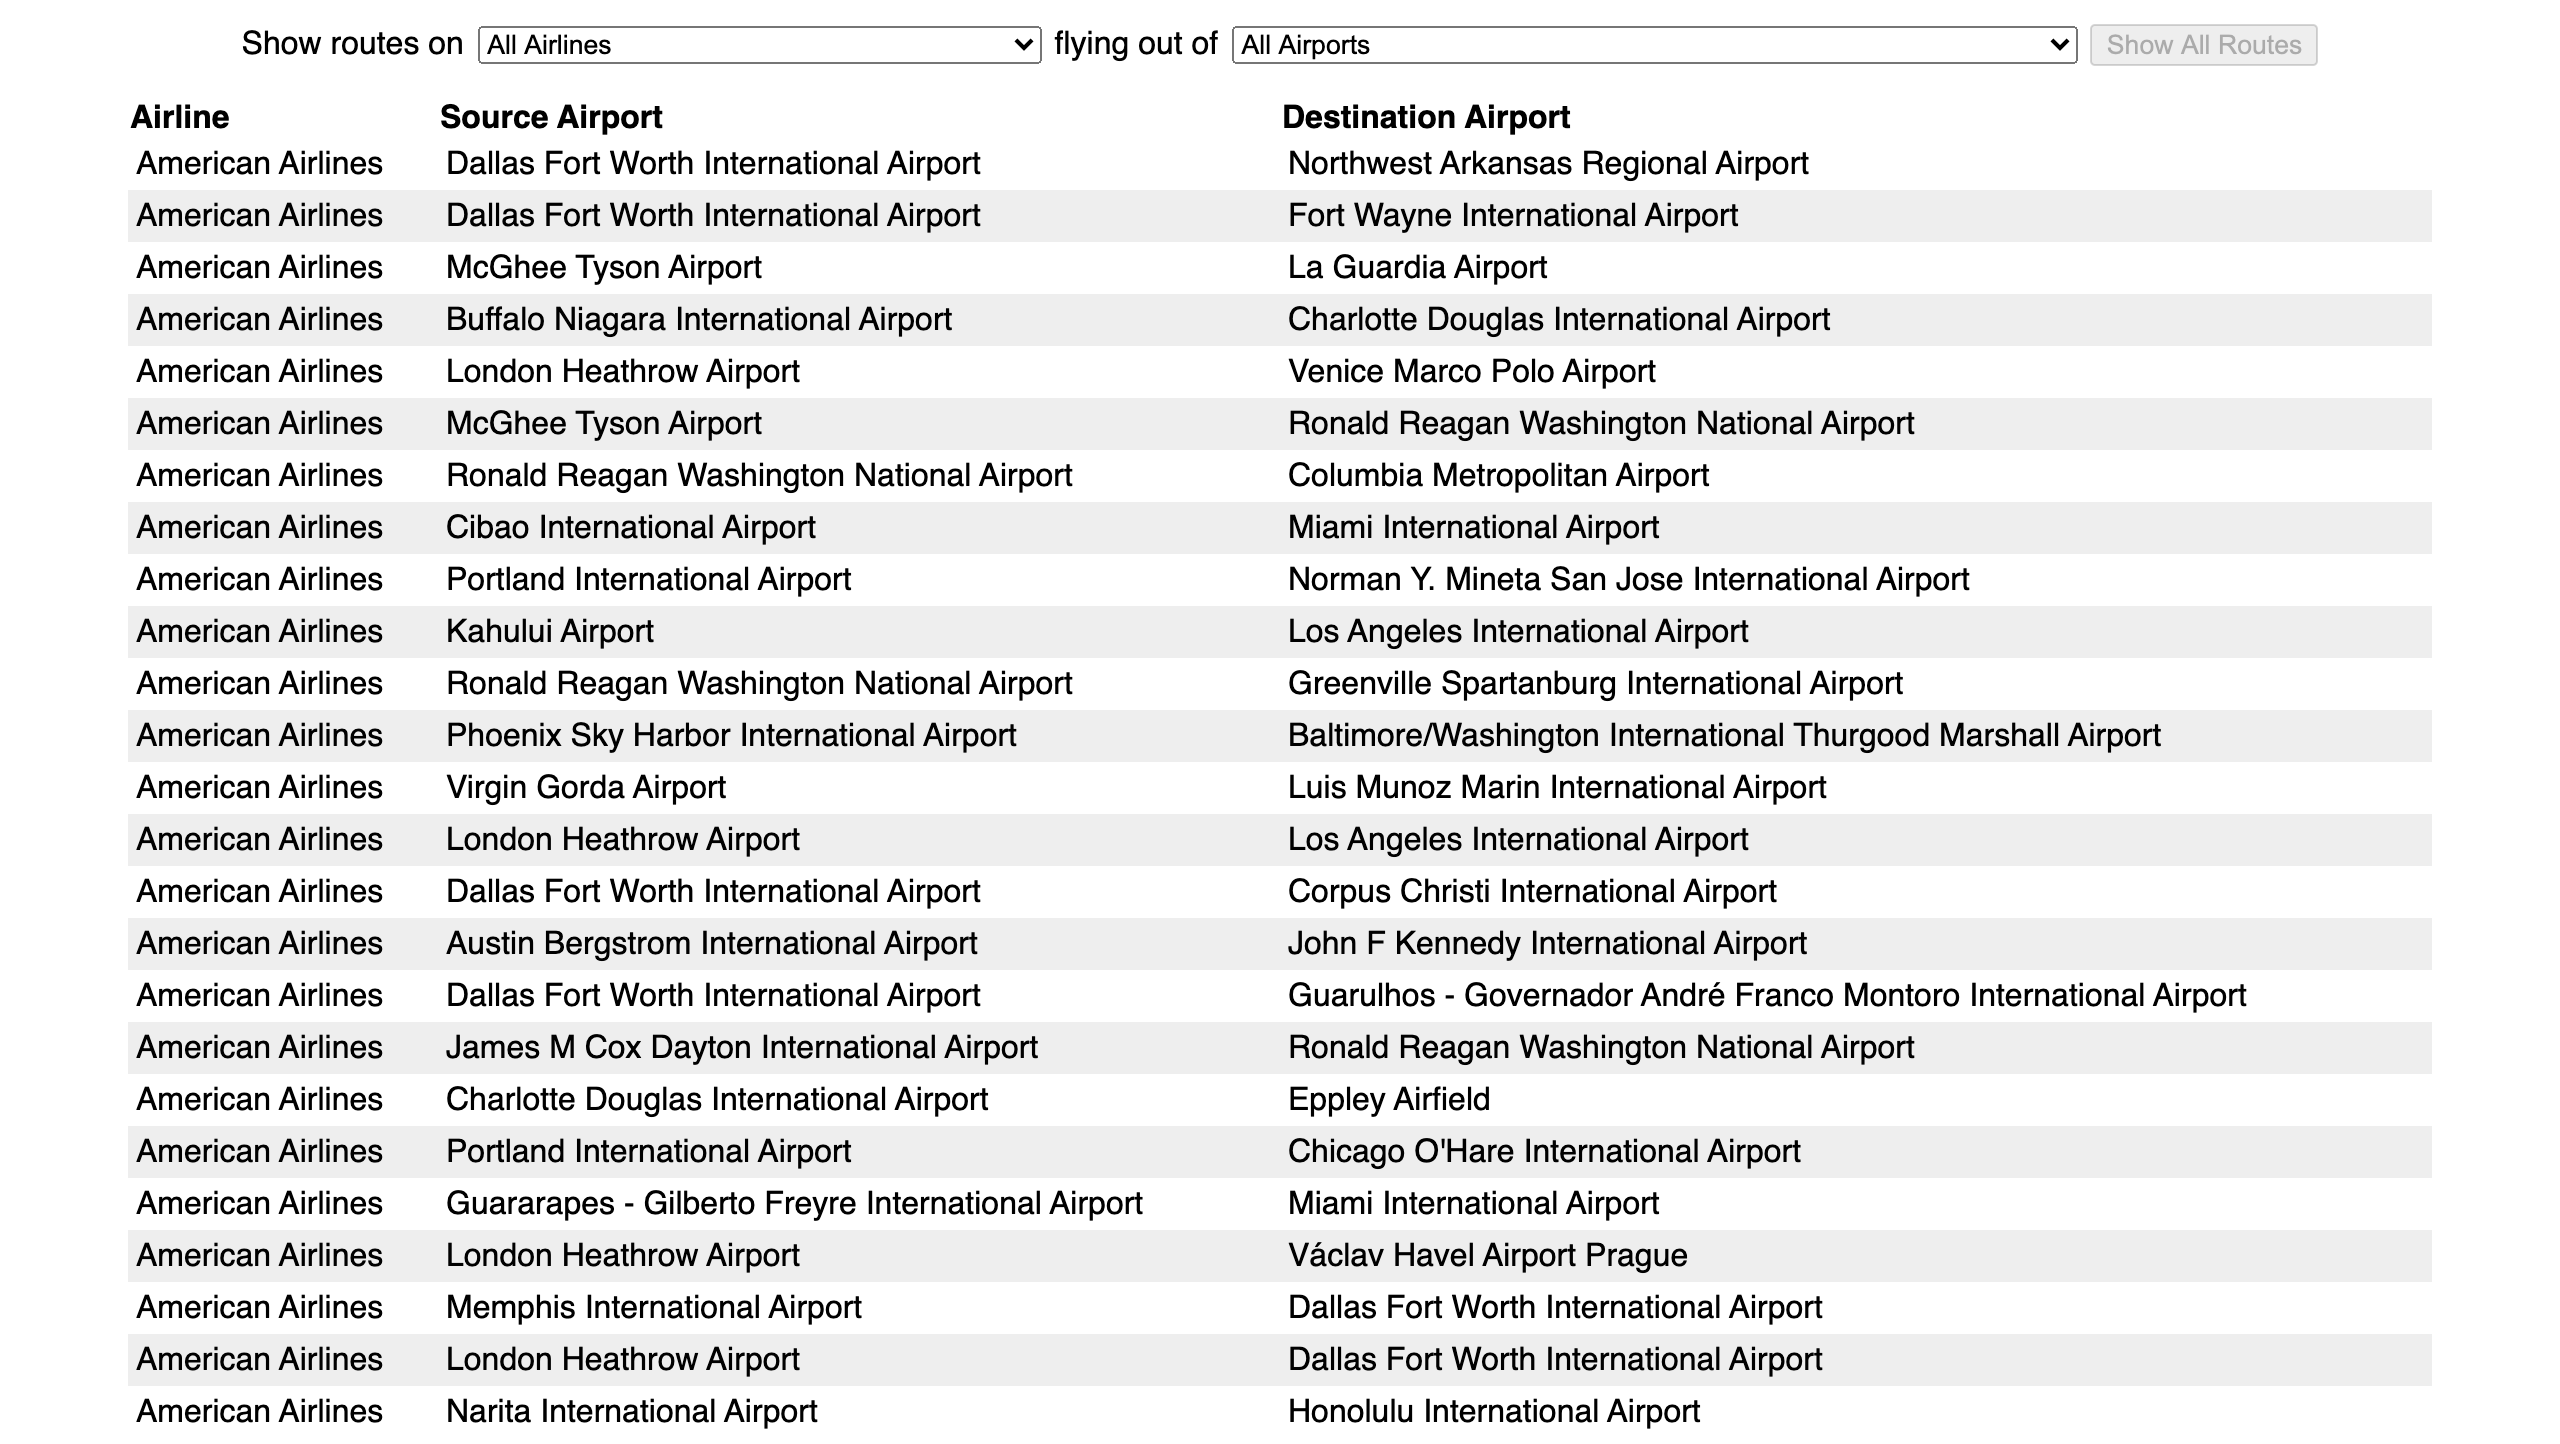 Show routes on All Airlines flying out of All Airports Show All Routes
Airline Source Airport Destination Airport
American Airlines Dallas Fort Worth International Airport Northwest Arkansas Regional Airport
American Airlines Dallas Fort Worth International Airport Fort Wayne International Airport
American Airlines McGhee Tyson Airport La Guardia Airport
American Airlines Buffalo Niagara International Airport Charlotte Douglas International Airport
American Airlines London Heathrow Airport Venice Marco Polo Airport
American Airlines McGhee Tyson Airport Ronald Reagan Washington National Airport
American Airlines Ronald Reagan Washington National Airport Columbia Metropolitan Airport
American Airlines Cibao International Airport Miami International Airport
American Airlines Portland International Airport Norman Y. Mineta San Jose International Airport
American Airlines Kahului Airport Los Angeles International Airport
American Airlines Ronald Reagan Washington National Airport Greenville Spartanburg International Airport
American Airlines Phoenix Sky Harbor International Airport Baltimore/Washington International Thurgood Marshall Airport
American Airlines Virgin Gorda Airport Luis Munoz Marin International Airport
American Airlines London Heathrow Airport Los Angeles International Airport
American Airlines Dallas Fort Worth International Airport Corpus Christi International Airport
American Airlines Austin Bergstrom International Airport John F Kennedy International Airport
American Airlines Dallas Fort Worth International Airport Guarulhos - Governador André Franco Montoro International Airport
American Airlines James M Cox Dayton International Airport Ronald Reagan Washington National Airport
American Airlines Charlotte Douglas International Airport Eppley Airfield
American Airlines Portland International Airport Chicago O'Hare International Airport
American Airlines Guararapes - Gilberto Freyre International Airport Miami International Airport
American Airlines London Heathrow Airport Václav Havel Airport Prague
American Airlines Memphis International Airport Dallas Fort Worth International Airport
American Airlines London Heathrow Airport Dallas Fort Worth International Airport
American Airlines Narita International Airport Honolulu International Airport